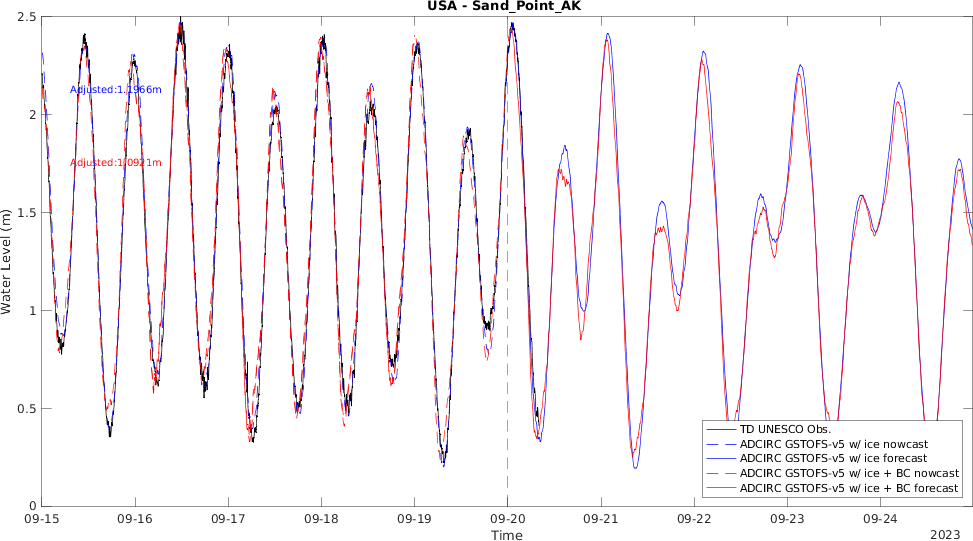 USA - Sand_Point_AK
2.5
2
1.5
1
0.5
0
Water Level (m)
Adjusted:1.1966m
Adjusted:1.0921m
TD UNESCO Obs.
ADCIRC GSTOFS-v5 w/ ice nowcast
ADCIRC GSTOFS-v5 w/ ice forecast
ADCIRC GSTOFS-v5 w/ ice + BC nowcast
ADCIRC GSTOFS-v5 w/ ice + BC forecast
09-15 09-16 09-17 09-18 09-19 09-20 09-21 09-22 09-23 09-24
Time
2023